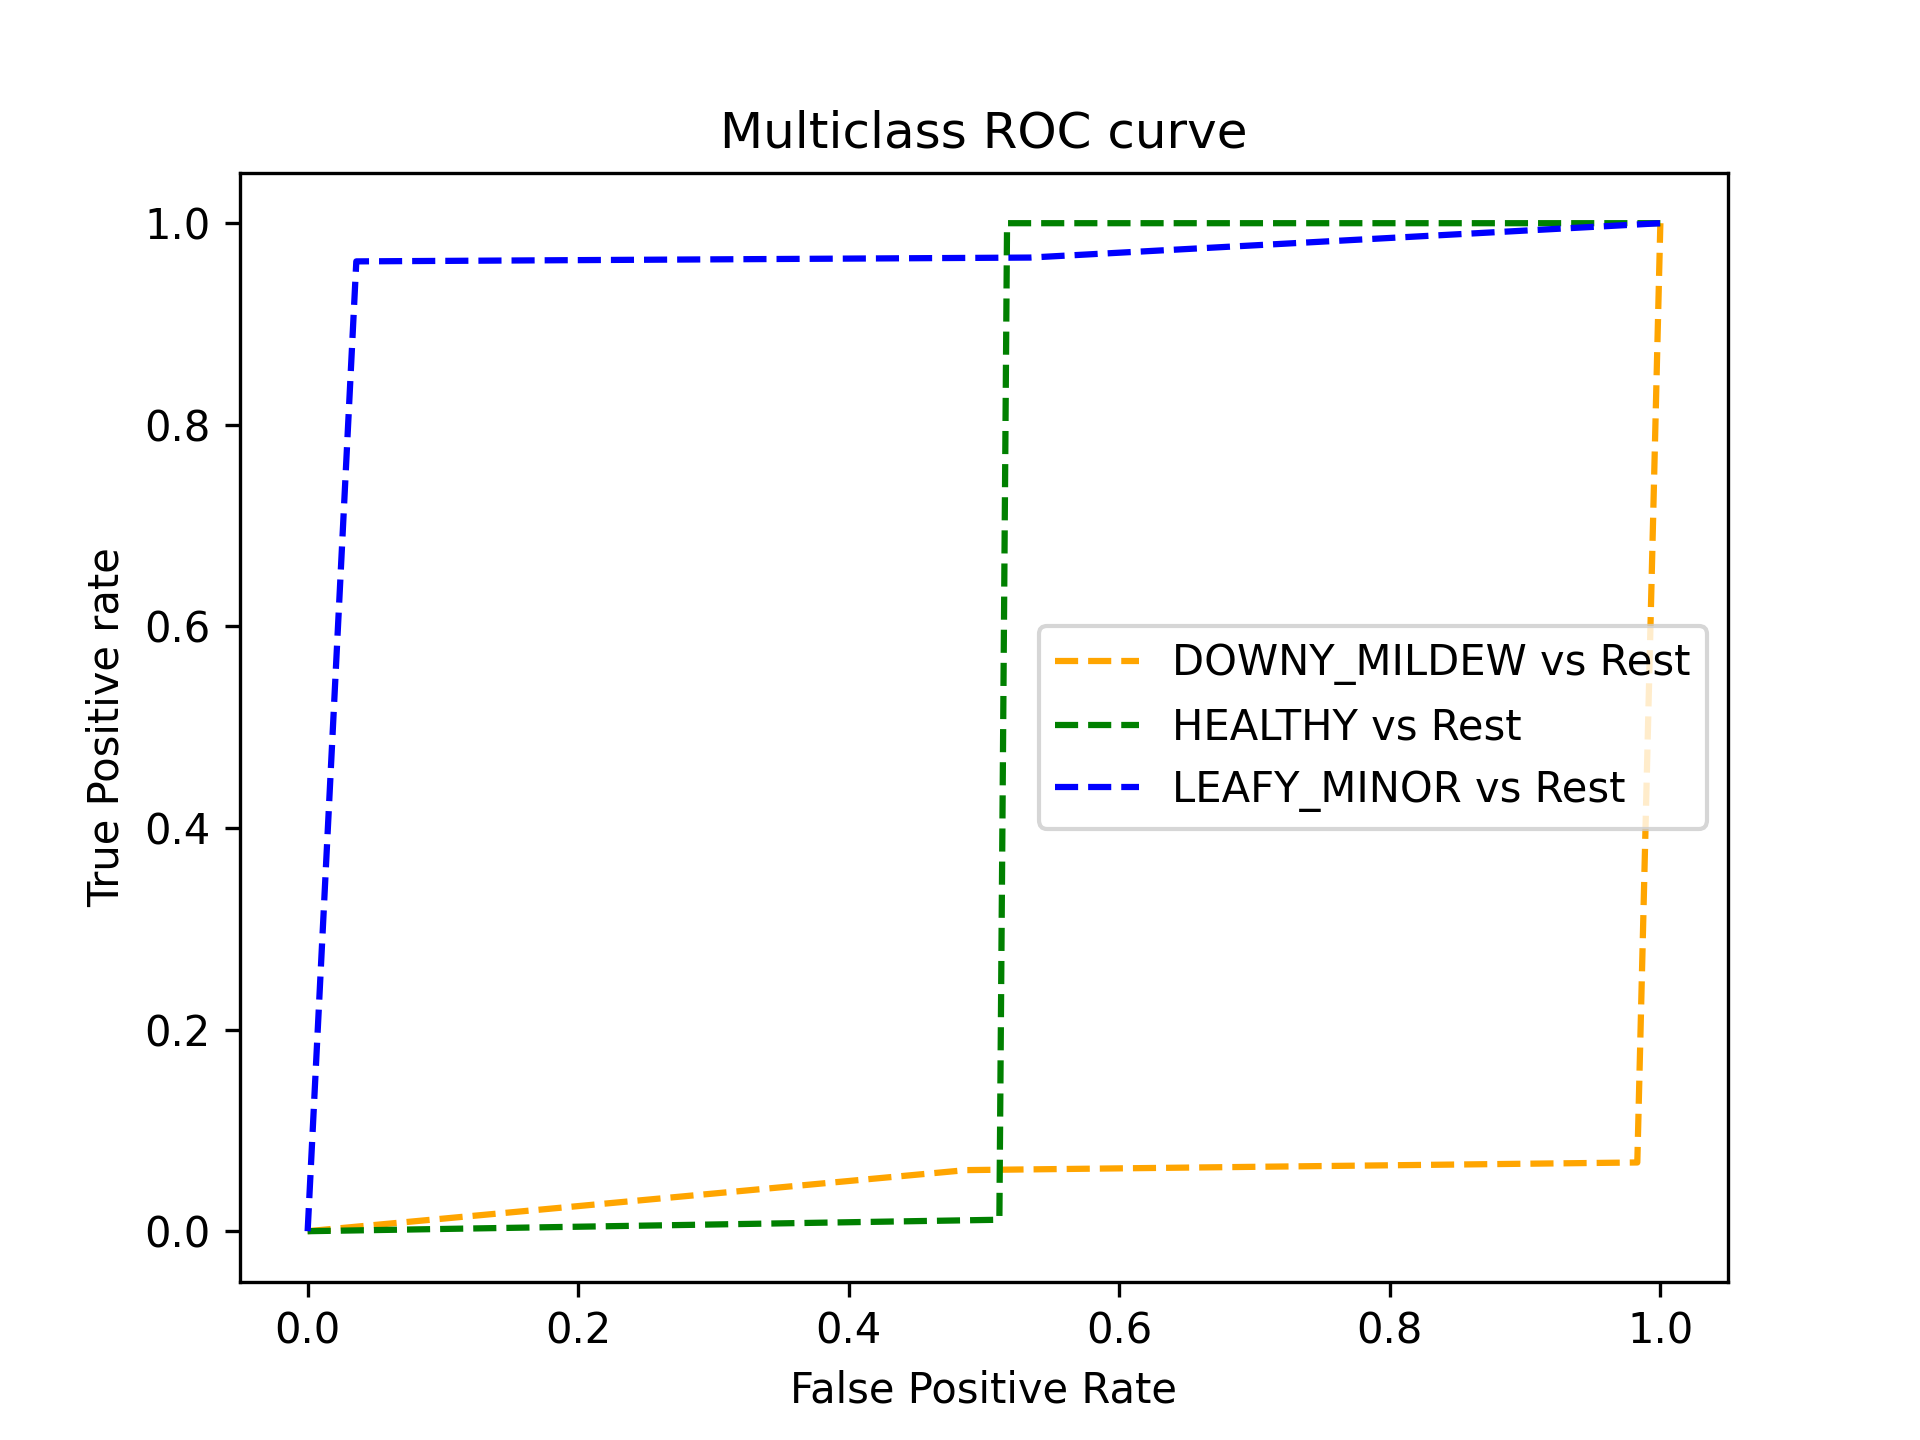 Multiclass ROC curve
1.0
0.8
0.6
0.4
0.2
0.0
True Positive rate
DOWNY_MILDEW vs Rest
HEALTHY vs Rest
LEAFY_MINOR vs Rest
0.0 0.2 0.4 0.6 0.8 1.0
False Positive Rate